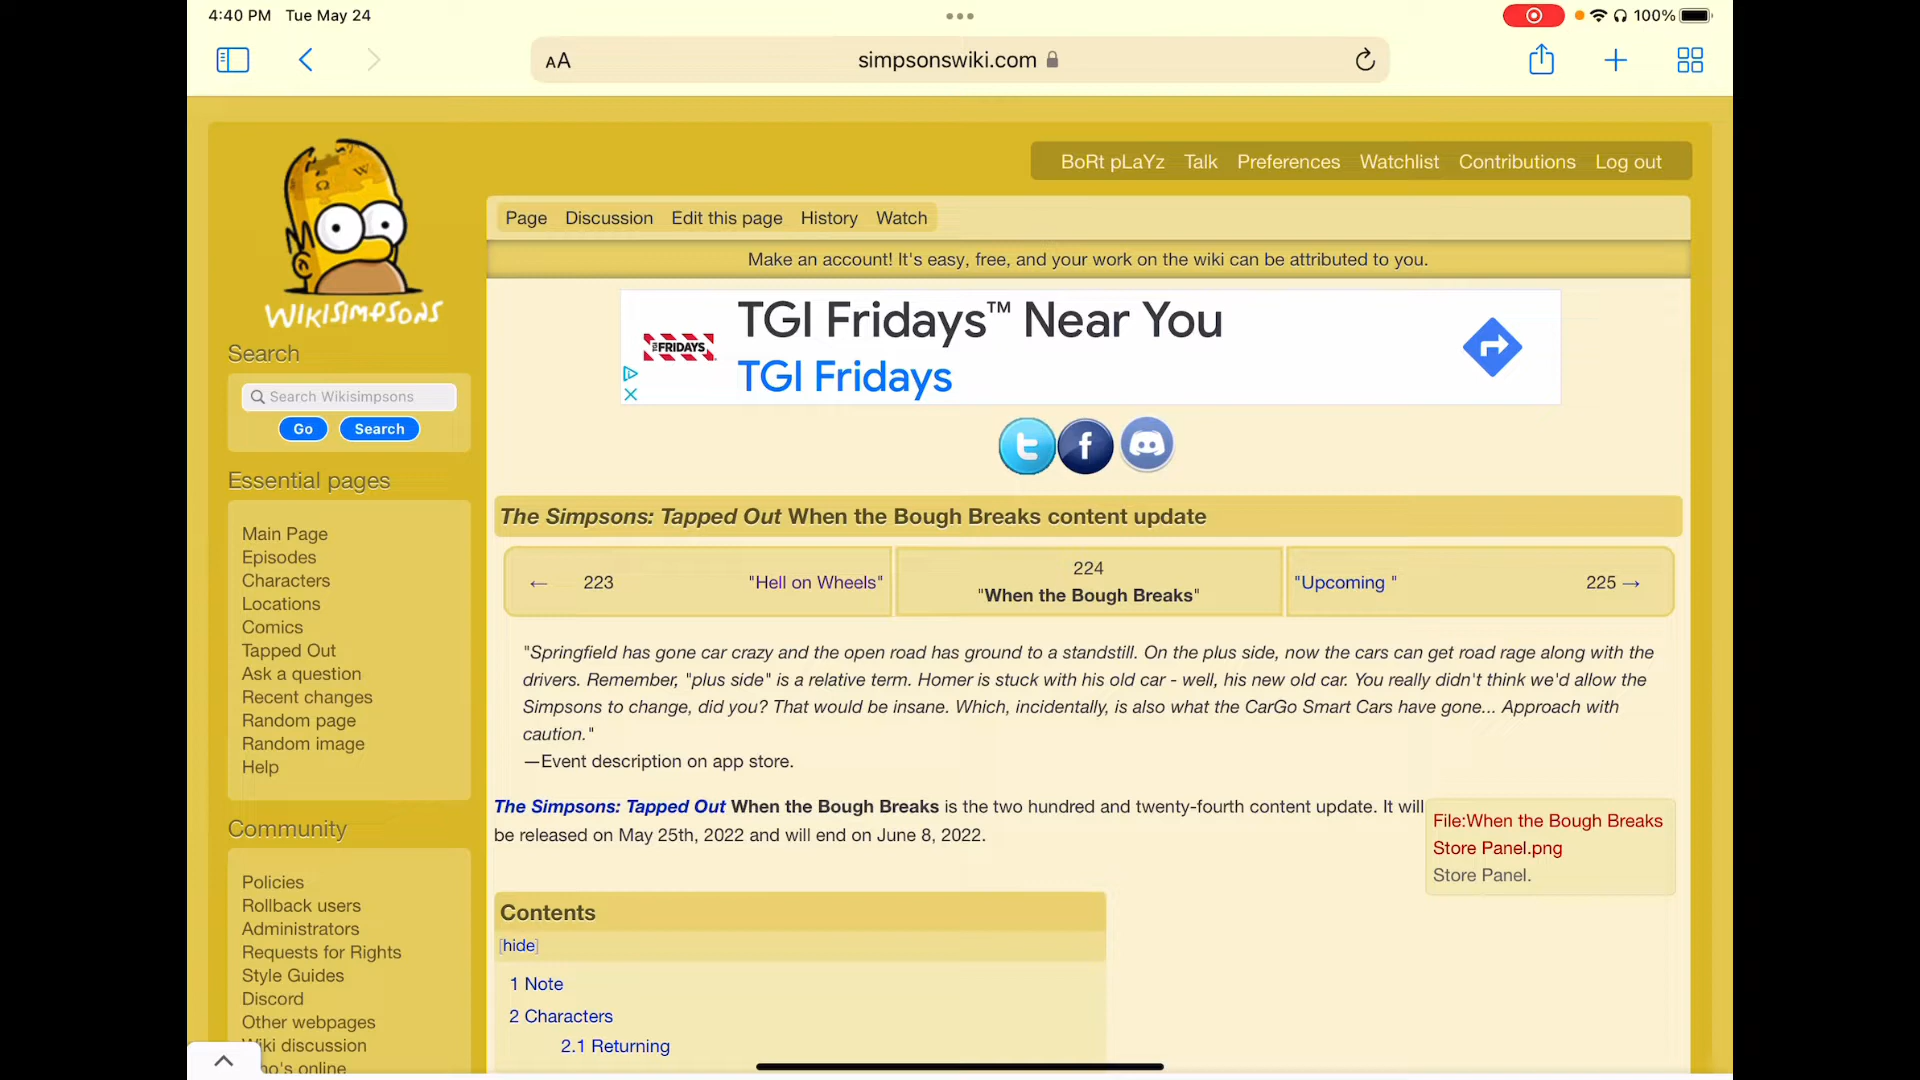 4:40 PM Tue May 24
100%
AA
simpsonswiki.com
BoRt pLaYz Talk Preferences Watchlist Contributions Log out
Page Discussion Edit this page History Watch
Make an account! It's easy, free, and your work on the wiki can be attributed to you.
WIKISIMPSONS
TGI FRIDAYS
TGI Fridays™ Near You
TGI Fridays
Search
Search Wikisimpsons
Go Search
Essential pages
Main Page
Episodes
Characters
Locations
Comics
Tapped Out
Ask a question
Recent changes
Random page
Random image
Help
Community
Policies
Rollback users
Administrators
Requests for Rights
Style Guides
Discord
Other webpages
Wiki discussion
The Simpsons: Tapped Out When the Bough Breaks content update
← 223 "Hell on Wheels"
224
"When the Bough Breaks"
"Upcoming " 225 →
"Springfield has gone car crazy and the open road has ground to a standstill. On the plus side, now the cars can get road rage along with the
drivers. Remember, "plus side" is a relative term. Homer is stuck with his old car - well, his new old car. You really didn't think we'd allow the
Simpsons to change, did you? That would be insane. Which, incidentally, is also what the CarGo Smart Cars have gone... Approach with
caution."
—Event description on app store.
The Simpsons: Tapped Out When the Bough Breaks is the two hundred and twenty-fourth content update. It will
be released on May 25th, 2022 and will end on June 8, 2022.
File:When the Bough Breaks
Store Panel.png
Store Panel.
Contents
[hide]
1 Note
2 Characters
2.1 Returning